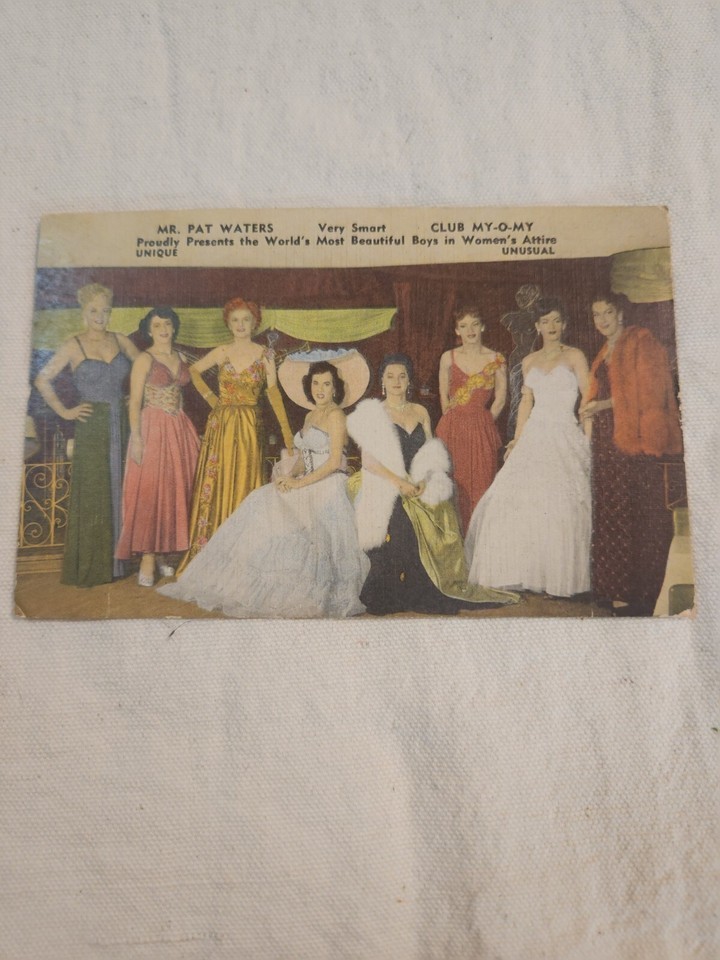 MR. PAT WATERS Very Smart CLUB MY-O-MY
Proudly Presents the World's Most Beautiful Boys in Women's Attire
UNIQUE UNUSUAL